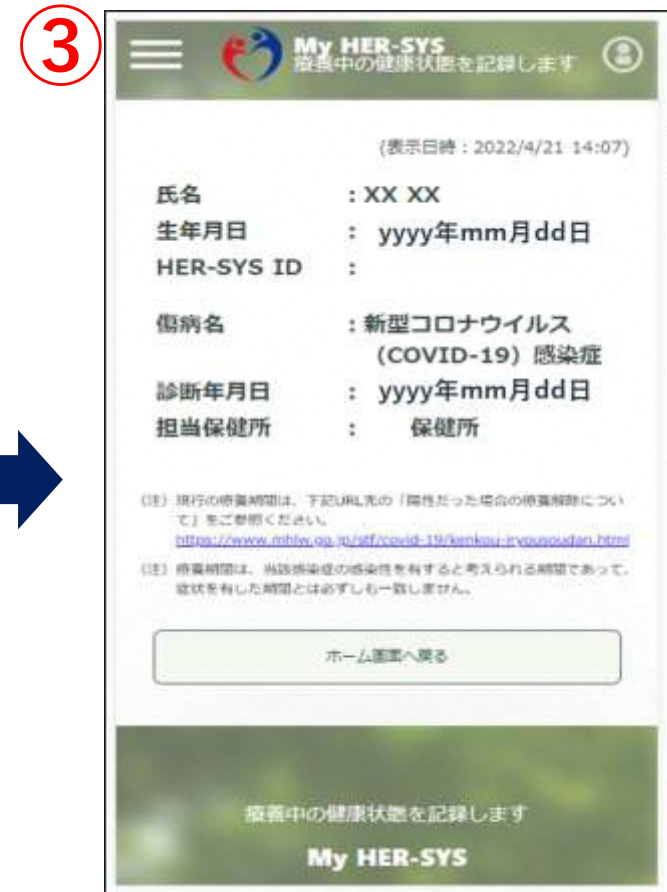 ③
My HER-SYS
療養中の健康状態を記録します
(表示日時：2022/4/21 14:07)
氏名 ：XX XX
生年月日 ： yyyy年mm月dd日
HER-SYS ID ：
傷病名 ：新型コロナウイルス
(COVID-19) 感染症
診断年月日 ： yyyy年mm月dd日
担当保健所 ： 保健所
(注) 現行の療養期間は、下記URL先の「陽性だった場合の療養解除につい
て」をご参照ください。
https://www.mhlw.go.jp/stf/covid-19/kenkou-iryousoudan.html
(注) 療養期間は、当該感染症の感染性を有すると考えられる期間であって、
症状を有した期間とは必ずしも一致しません。
ホーム画面へ戻る
療養中の健康状態を記録します
My HER-SYS